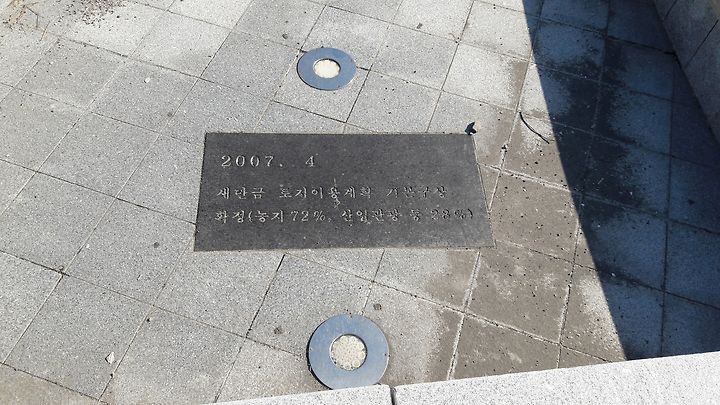 2007. 4
새만금 토지이용계획 기본구상
확정(농지 72%, 산업관광 등 28%)